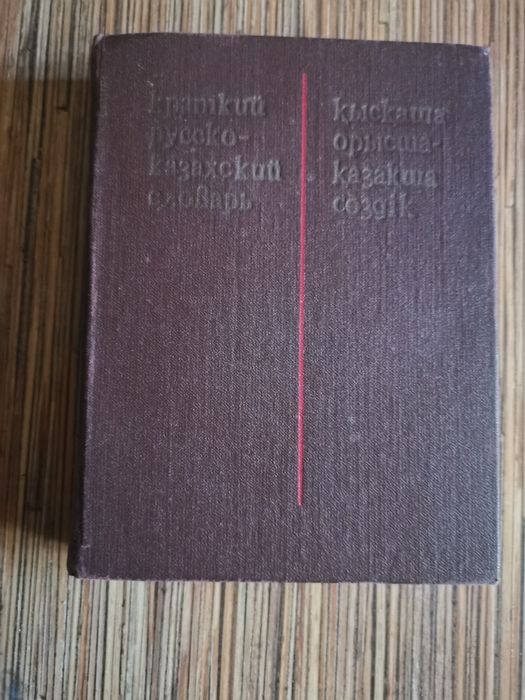 краткий
русско-
казахский
словарь
қысқаша
орысша-
қазақша
сөздік